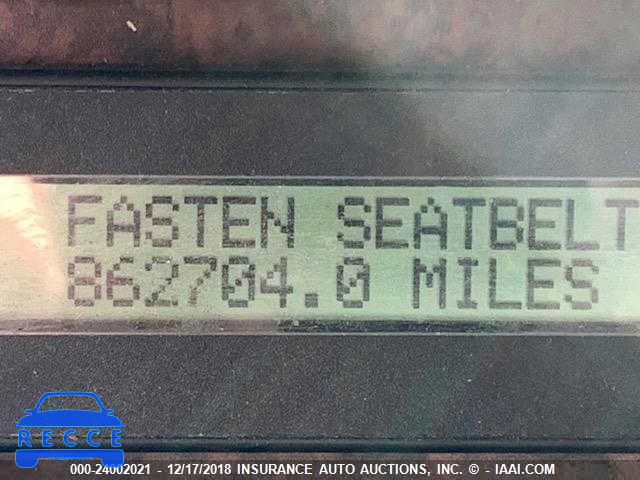 FASTEN SEATBELT
862704.0 MILES
RECCE
000-24002021 - 12/17/2018 INSURANCE AUTO AUCTIONS, INC. © - IAAI.COM